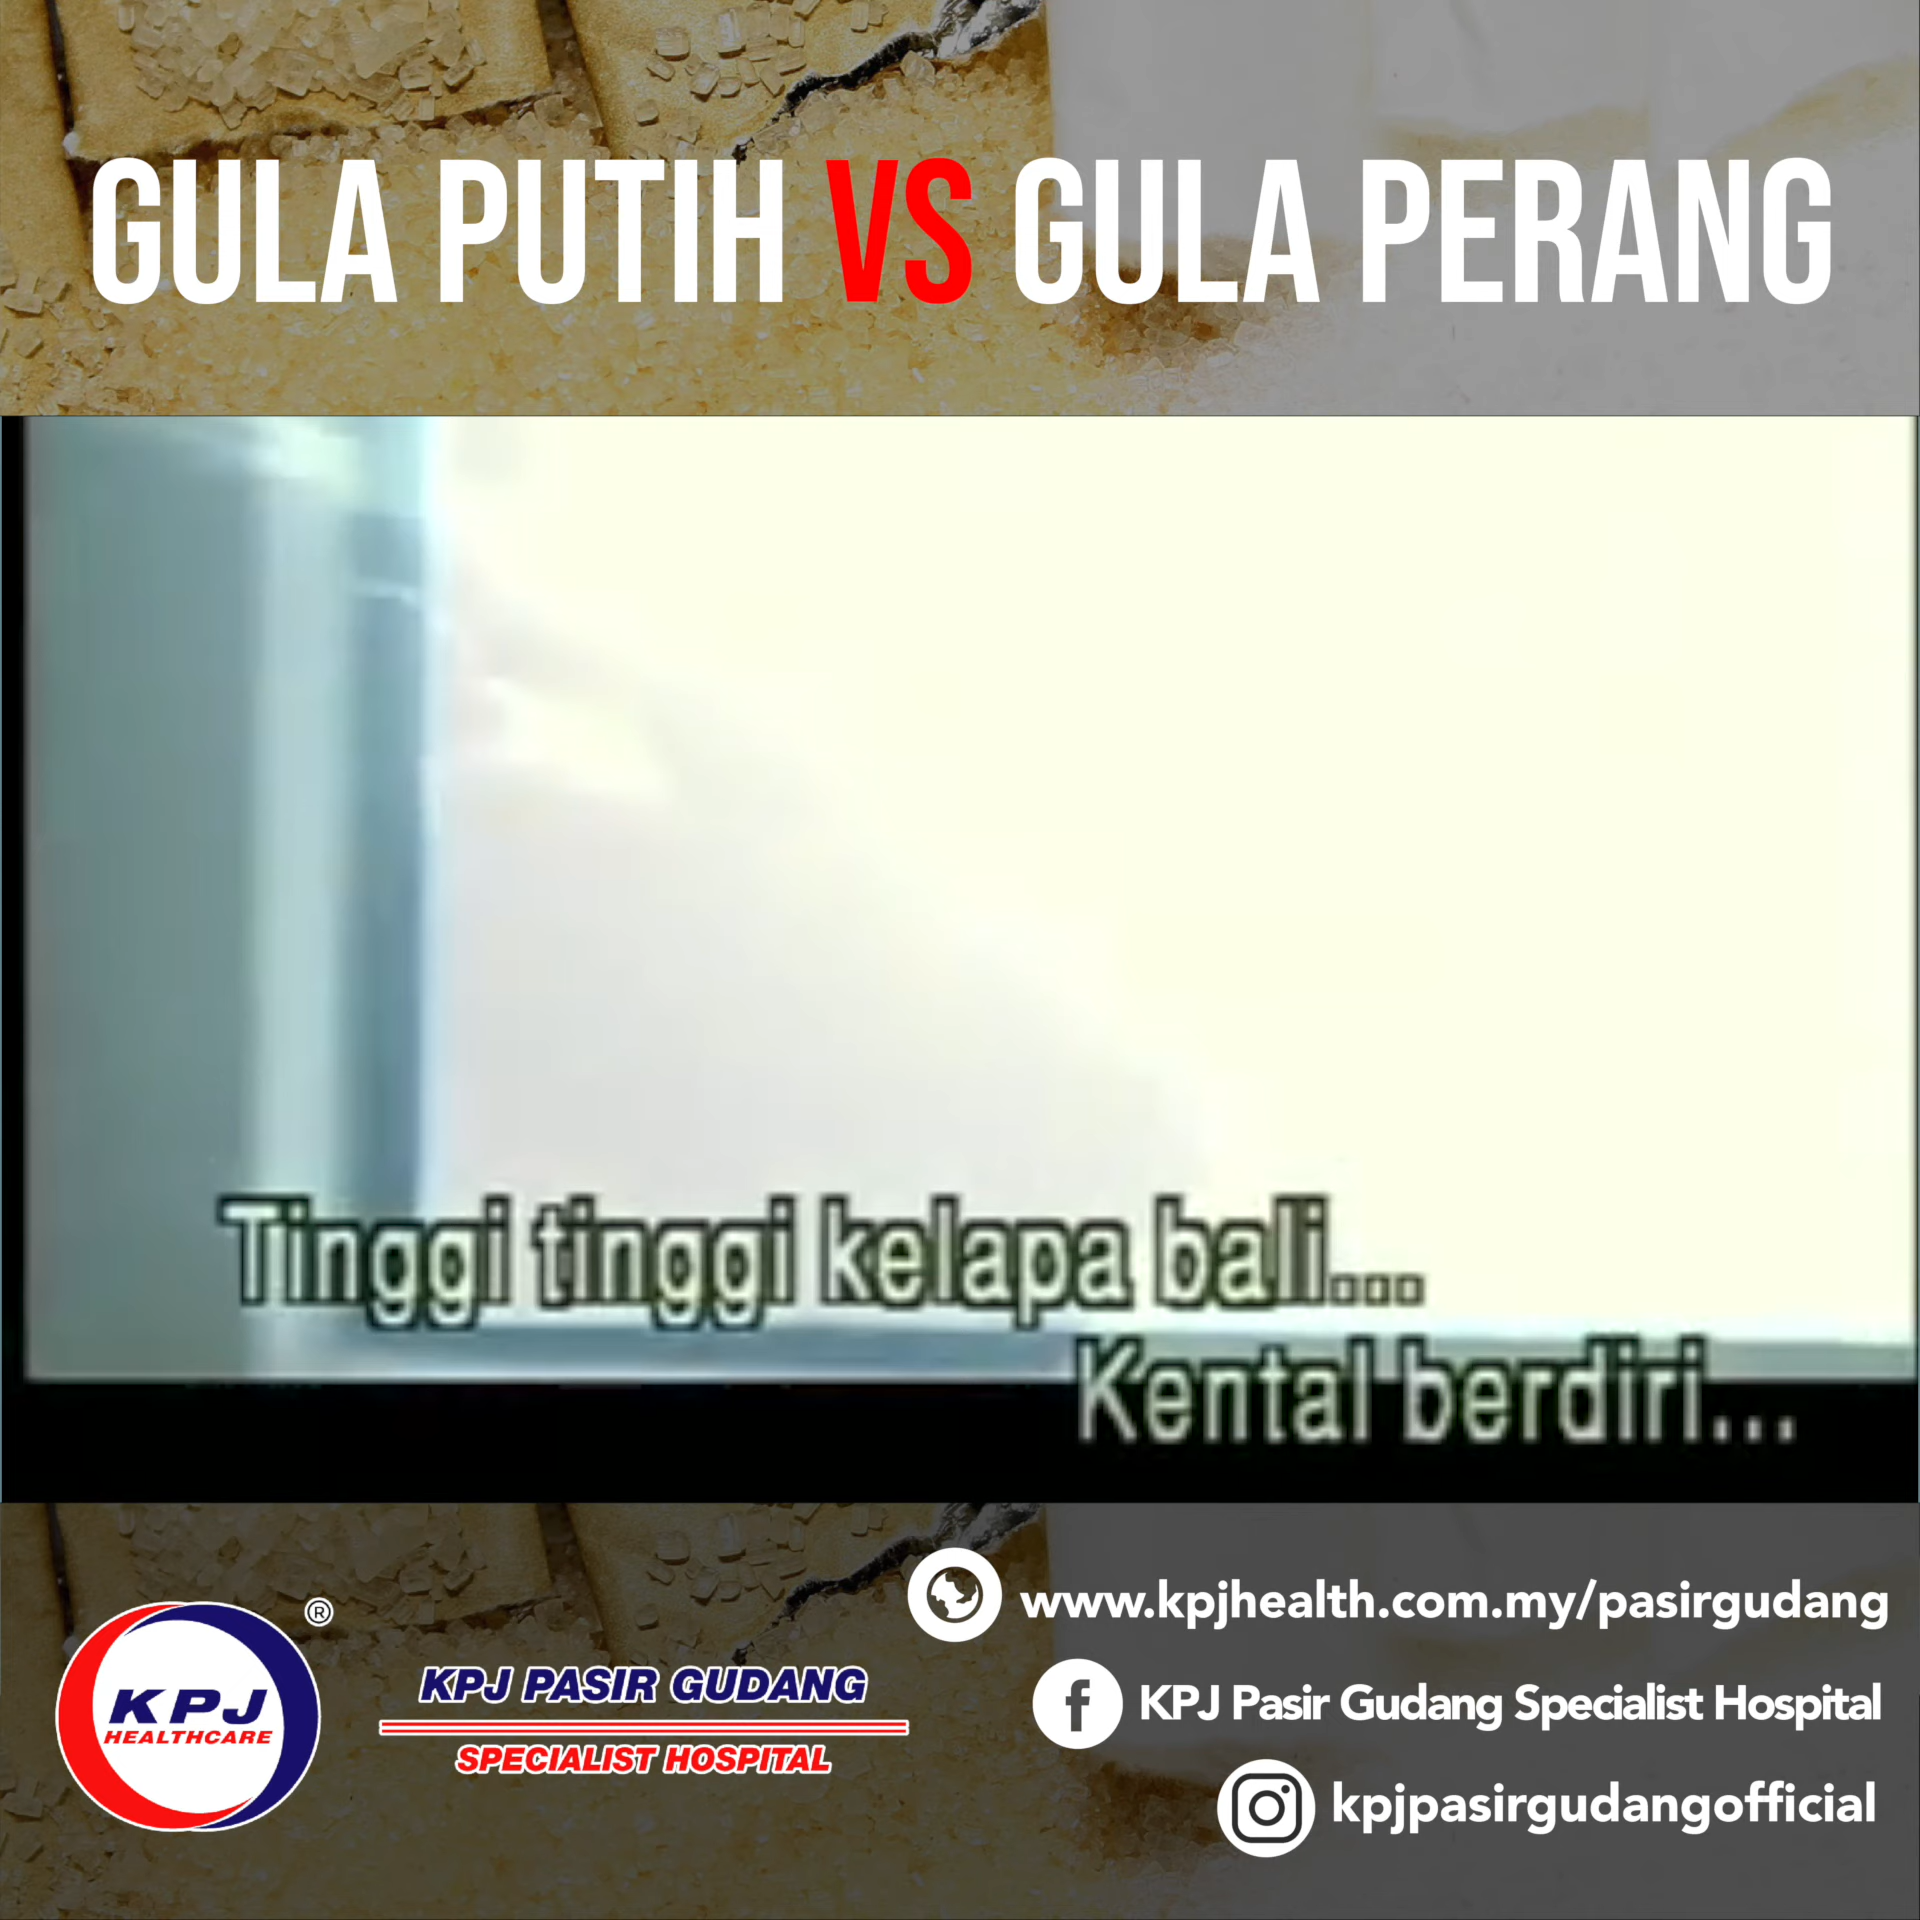 GULA PUTIH VS GULA PERANG
Tinggi tinggi kelapa bali...
Kental berdiri...
®
KPJ
HEALTHCARE
KPJ PASIR GUDANG
SPECIALIST HOSPITAL
www.kpjhealth.com.my/pasirgudang
f
KPJ Pasir Gudang Specialist Hospital
kpjpasirgudangofficial